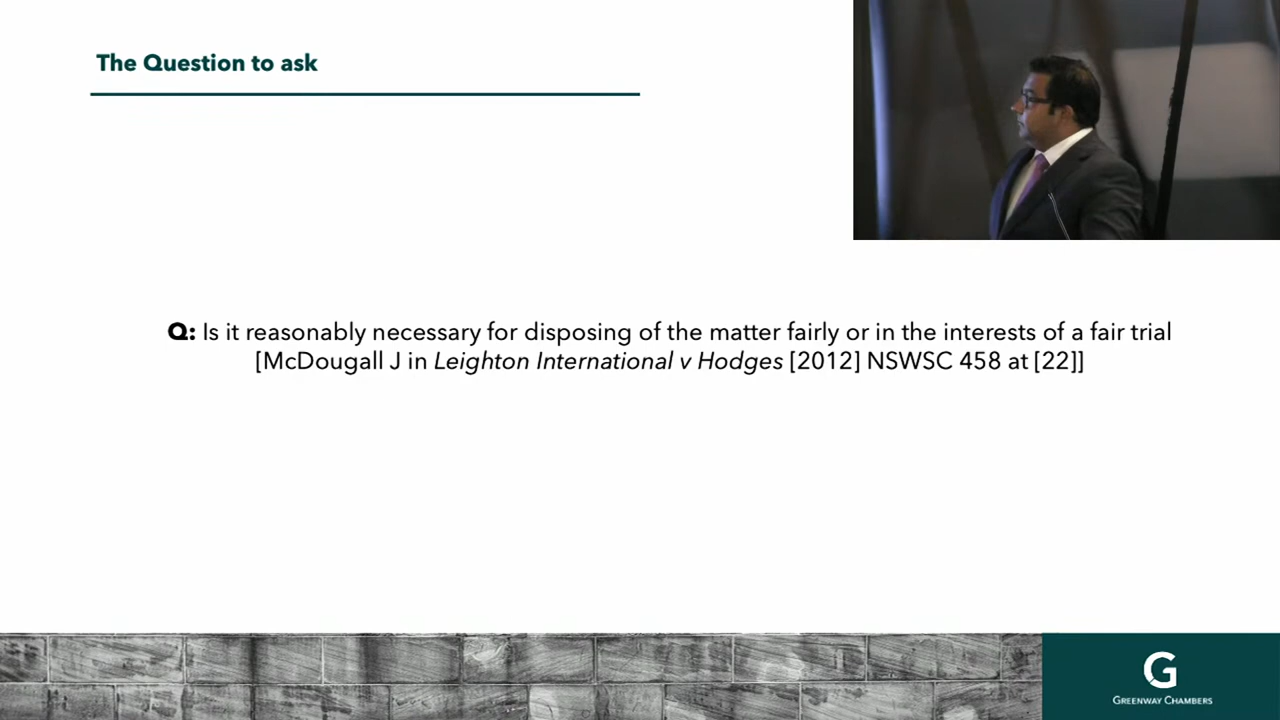 The Question to ask
Q: Is it reasonably necessary for disposing of the matter fairly or in the interests of a fair trial
[McDougall J in Leighton International v Hodges [2012] NSWSC 458 at [22]]
G
GREENWAY CHAMBERS